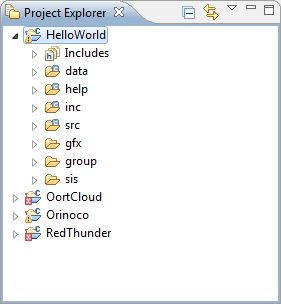 Project Explorer
HelloWorld
Includes
data
help
inc
src
gfx
group
sis
OortCloud
Orinoco
RedThunder